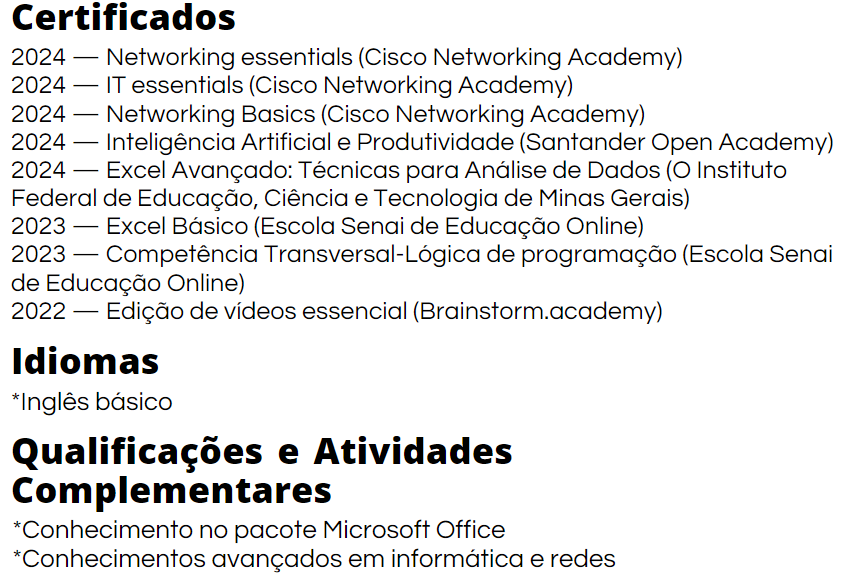 Certificados
2024 — Networking essentials (Cisco Networking Academy)
2024 — IT essentials (Cisco Networking Academy)
2024 — Networking Basics (Cisco Networking Academy)
2024 — Inteligência Artificial e Produtividade (Santander Open Academy)
2024 — Excel Avançado: Técnicas para Análise de Dados (O Instituto
Federal de Educação, Ciência e Tecnologia de Minas Gerais)
2023 — Excel Básico (Escola Senai de Educação Online)
2023 — Competência Transversal-Lógica de programação (Escola Senai
de Educação Online)
2022 — Edição de vídeos essencial (Brainstorm.academy)
Idiomas
*Inglês básico
Qualificações e Atividades
Complementares
*Conhecimento no pacote Microsoft Office
*Conhecimentos avançados em informática e redes